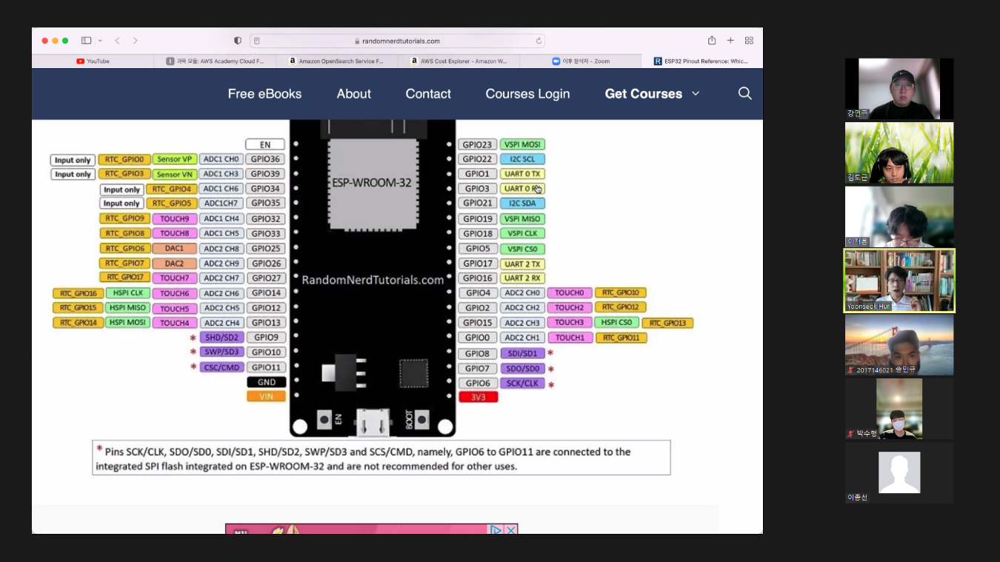 randomnerdtutorials.com
YouTube
과목 모듈: AWS Academy Cloud F...
Amazon OpenSearch Service F...
AWS Cost Explorer – Amazon W...
이후 참석자 - Zoom
ESP32 Pinout Reference: Whic...
Free eBooks About Contact Courses Login Get Courses
EN GPIO23 VSPI MOSI
Input only RTC_GPIO0 Sensor VP ADC1 CH0 GPIO36 GPIO22 I2C SCL
Input only RTC_GPIO3 Sensor VN ADC1 CH3 GPIO39 GPIO1 UART 0 TX
Input only RTC_GPIO4 ADC1 CH6 GPIO34 GPIO3 UART 0
Input only RTC_GPIO5 ADC1CH7 GPIO35 GPIO21 I2C SDA
RTC_GPIO9 TOUCH9 ADC1 CH4 GPIO32 GPIO19 VSPI MISO
RTC_GPIO8 TOUCH8 ADC1 CH5 GPIO33 GPIO18 VSPI CLK
RTC_GPIO6 DAC1 ADC2 CH8 GPIO25 GPIO5 VSPI CS0
RTC_GPIO7 DAC2 ADC2 CH9 GPIO26 GPIO17 UART 2 TX
RTC_GPIO17 TOUCH7 ADC2 CH7 GPIO27 GPIO16 UART 2 RX
RTC_GPIO16 HSPI CLK TOUCH6 ADC2 CH6 GPIO14 GPIO4 ADC2 CH0 TOUCH0 RTC_GPIO10
RTC_GPIO15 HSPI MISO TOUCH5 ADC2 CH5 GPIO12 GPIO2 ADC2 CH2 TOUCH2 RTC_GPIO12
RTC_GPIO14 HSPI MOSI TOUCH4 ADC2 CH4 GPIO13 GPIO15 ADC2 CH3 TOUCH3 HSPI CS0 RTC_GPIO13
* SHD/SD2 GPIO9 GPIO0 ADC2 CH1 TOUCH1 RTC_GPIO11
* SWP/SD3 GPIO10 GPIO8 SDI/SD1 *
* CSC/CMD GPIO11 GPIO7 SDO/SD0 *
GND GPIO6 SCK/CLK *
VIN 3V3
ESP-WROOM-32
RandomNerdTutorials.com
EN BOOT
* Pins SCK/CLK, SDO/SD0, SDI/SD1, SHD/SD2, SWP/SD3 and SCS/CMD, namely, GPIO6 to GPIO11 are connected to the
integrated SPI flash integrated on ESP-WROOM-32 and are not recommended for other uses.
강민구
김도근
Yoonseok Hur
2017146021 송민규
박수형
이종선